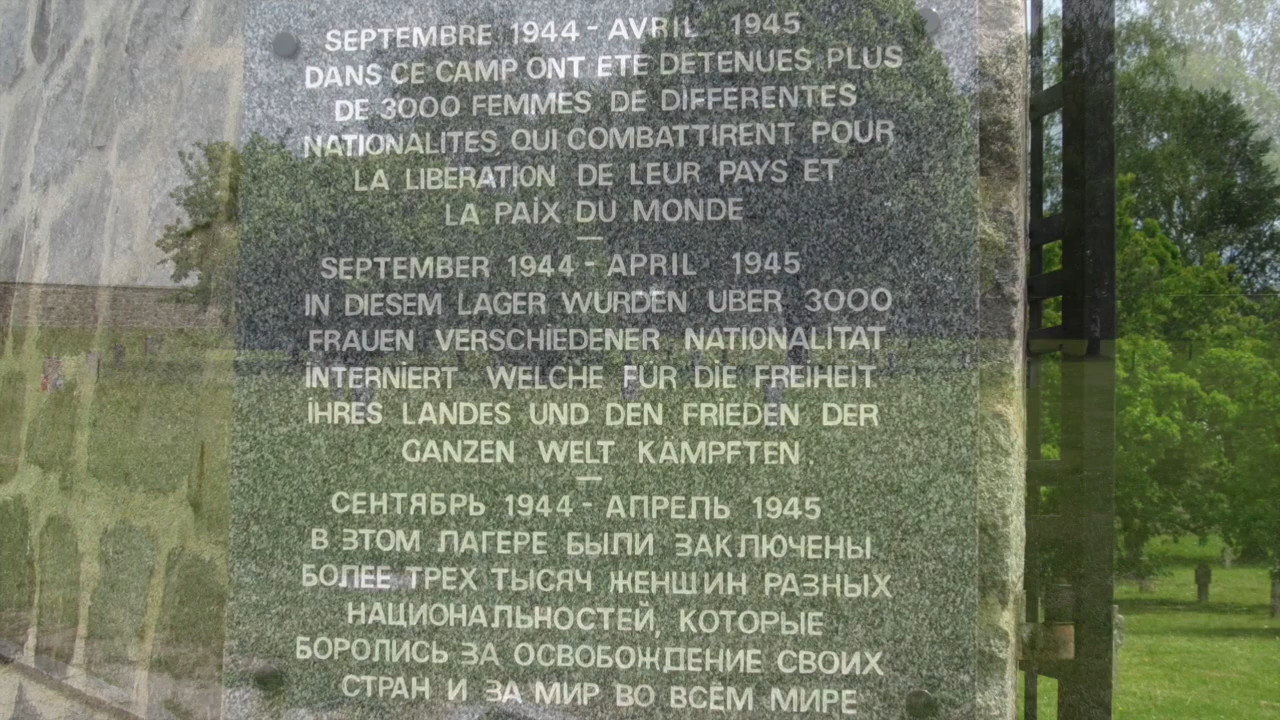 SEPTEMBRE 1944 - AVRIL 1945
DANS CE CAMP ONT ETE DETENUES PLUS
DE 3000 FEMMES DE DIFFERENTES
NATIONALITES QUI COMBATTIRENT POUR
LA LIBERATION DE LEUR PAYS ET
LA PAIX DU MONDE
—
SEPTEMBER 1944 - APRIL 1945
IN DIESEM LAGER WURDEN UBER 3000
FRAUEN VERSCHIEDENER NATIONALITAT
INTERNIERT WELCHE FÜR DIE FREIHEIT
IHRES LANDES UND DEN FRIEDEN DER
GANZEN WELT KÄMPFTEN.
—
СЕНТЯБРЬ 1944 - АПРЕЛЬ 1945
В ЭТОМ ЛАГЕРЕ БЫЛИ ЗАКЛЮЧЕНЫ
БОЛЕЕ ТРЕХ ТЫСЯЧ ЖЕНЩИН РАЗНЫХ
НАЦИОНАЛЬНОСТЕЙ, КОТОРЫЕ
БОРОЛИСЬ ЗА ОСВОБОЖДЕНИЕ СВОИХ
СТРАН И ЗА МИР ВО ВСЁМ МИРЕ